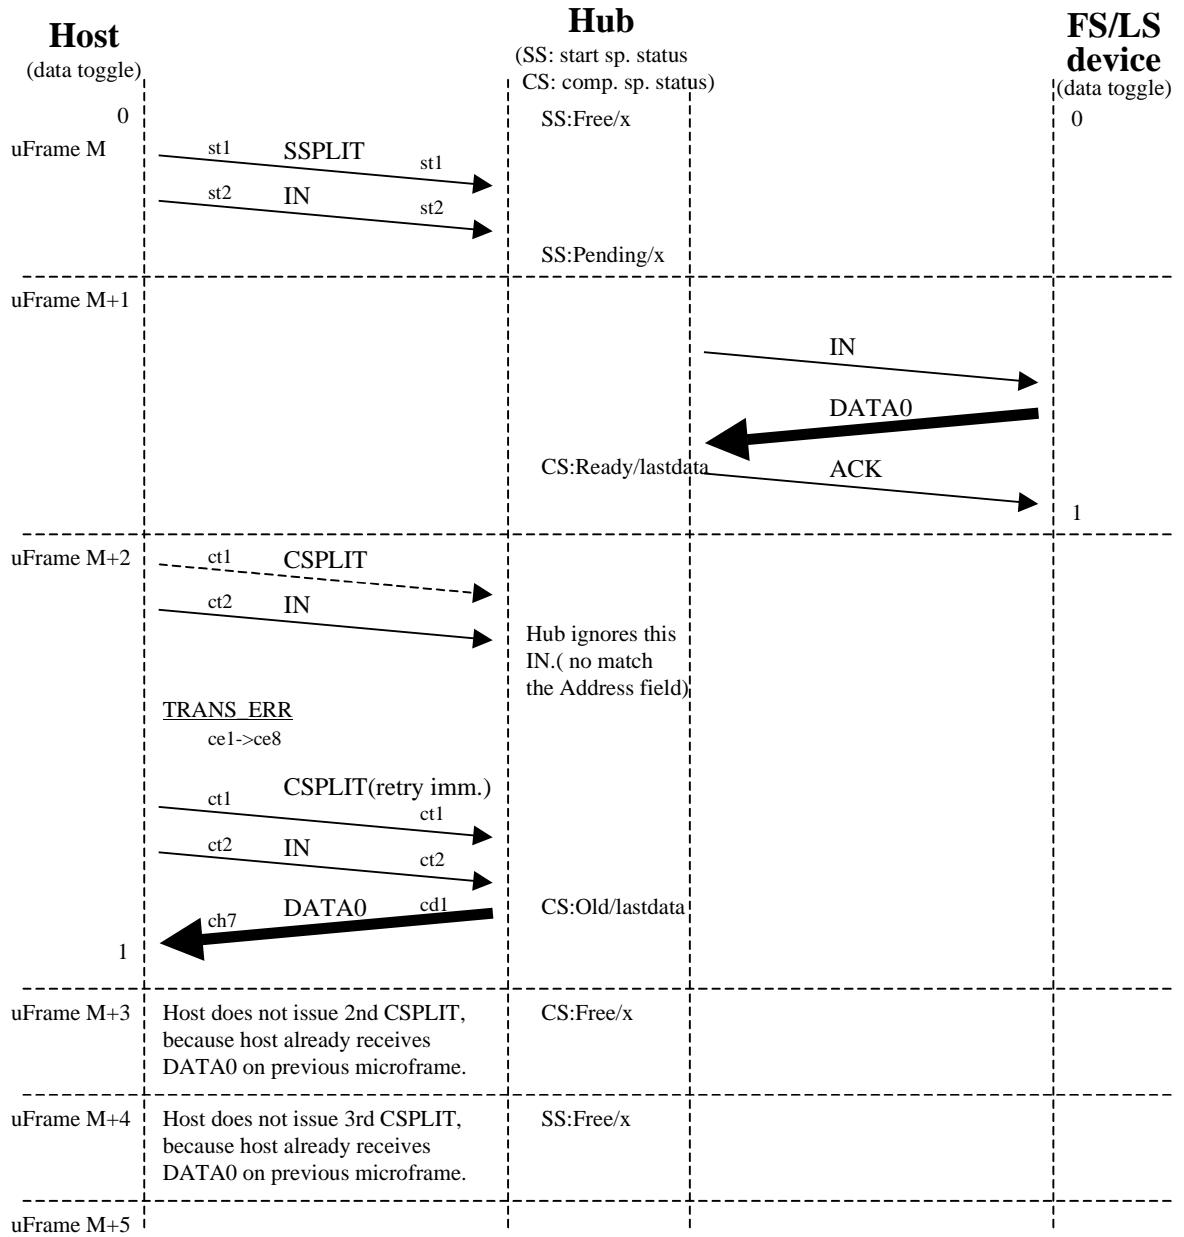 Host
(data toggle)
Hub
(SS: start sp. status
CS: comp. sp. status)
FS/LS
device
(data toggle)
0
SS:Free/x
0
uFrame M
st1
SSPLIT
st1
st2
IN
st2
SS:Pending/x
uFrame M+1
IN
DATA0
CS:Ready/lastdata
ACK
1
uFrame M+2
ct1
CSPLIT
ct2
IN
Hub ignores this
IN.( no match
the Address field)
TRANS_ERR
ce1->ce8
CSPLIT(retry imm.)
ct1
ct1
ct2
IN
ct2
DATA0
cd1
CS:Old/lastdata
ch7
1
uFrame M+3
Host does not issue 2nd CSPLIT,
because host already receives
DATA0 on previous microframe.
CS:Free/x
uFrame M+4
Host does not issue 3rd CSPLIT,
because host already receives
DATA0 on previous microframe.
SS:Free/x
uFrame M+5